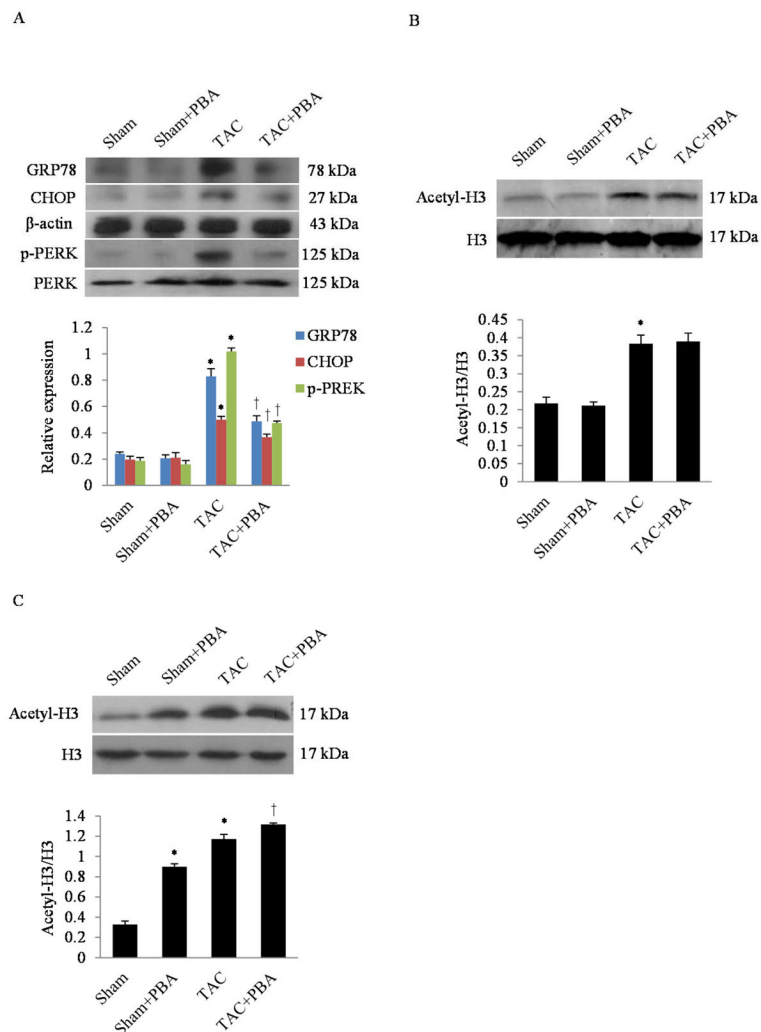 A
Sham Sham+PBA TAC TAC+PBA
GRP78 78 kDa
CHOP 27 kDa
β-actin 43 kDa
p-PERK 125 kDa
PERK 125 kDa
Relative expression
1.2
1
0.8
0.6
0.4
0.2
0
* * * † † †
GRP78
CHOP
p-PREK
Sham Sham+PBA TAC TAC+PBA
B
Sham Sham+PBA TAC TAC+PBA
Acetyl-H3 17 kDa
H3 17 kDa
Acetyl-H3/H3
0.45
0.4
0.35
0.3
0.25
0.2
0.15
0.1
0.05
0
*
Sham Sham+PBA TAC TAC+PBA
C
Sham Sham+PBA TAC TAC+PBA
Acetyl-H3 17 kDa
H3 17 kDa
Acetyl-H3/H3
1.4
1.2
1
0.8
0.6
0.4
0.2
0
* * †
Sham Sham+PBA TAC TAC+PBA